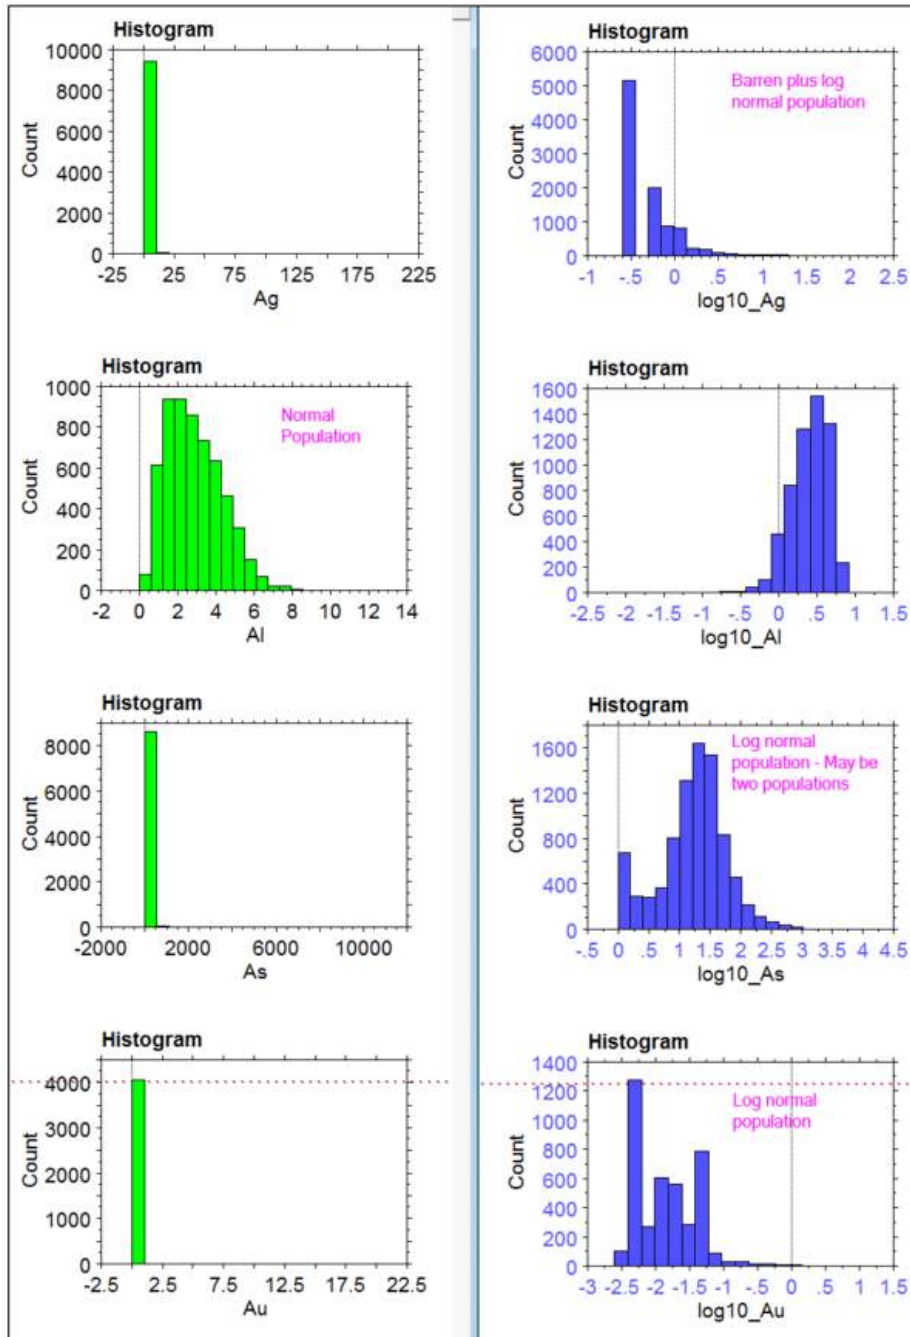 Histogram
10000
8000
6000
4000
2000
0
Count
-25 25 75 125 175 225
Ag
Histogram
6000
5000
4000
3000
2000
1000
0
Count
Barren plus log
normal population
-1 -.5 0 .5 1 1.5 2 2.5
log10_Ag
Histogram
1000
800
600
400
200
0
Count
Normal
Population
-2 0 2 4 6 8 10 12 14
Al
Histogram
1600
1400
1200
1000
800
600
400
200
0
Count
-2.5 -2 -1.5 -1 -.5 0 .5 1 1.5
log10_Al
Histogram
8000
6000
4000
2000
0
Count
-2000 2000 6000 10000
As
Histogram
1600
1200
800
400
0
Count
Log normal
population - May be
two populations
-.5 0 .5 1 1.5 2 2.5 3 3.5 4 4.5
log10_As
Histogram
4000
3000
2000
1000
0
Count
-2.5 2.5 7.5 12.5 17.5 22.5
Au
Histogram
1400
1200
1000
800
600
400
200
0
Count
Log normal
population
-3 -2.5 -2 -1.5 -1 -.5 0 .5 1 1.5
log10_Au